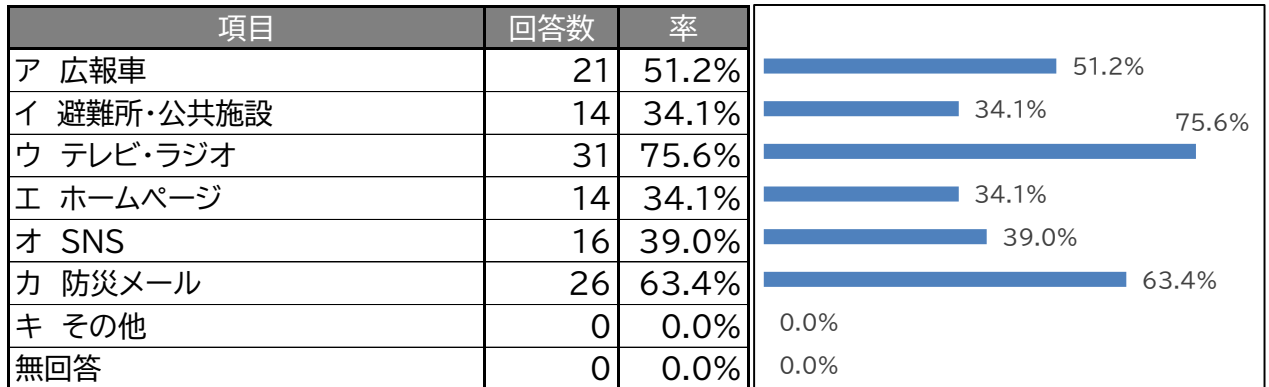 項目 回答数 率
ア 広報車 21 51.2% 51.2%
イ 避難所・公共施設 14 34.1% 34.1%
ウ テレビ・ラジオ 31 75.6% 75.6%
エ ホームページ 14 34.1% 34.1%
オ SNS 16 39.0% 39.0%
カ 防災メール 26 63.4% 63.4%
キ その他 0 0.0% 0.0%
無回答 0 0.0% 0.0%